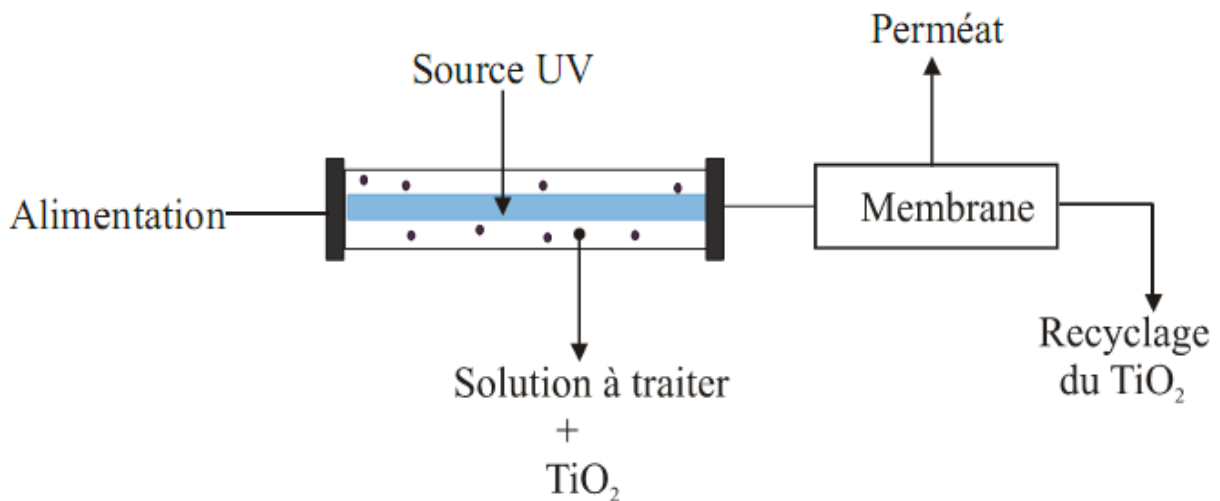 Perméat
Source UV
Alimentation
Membrane
Recyclage
du TiO₂
Solution à traiter
+
TiO₂